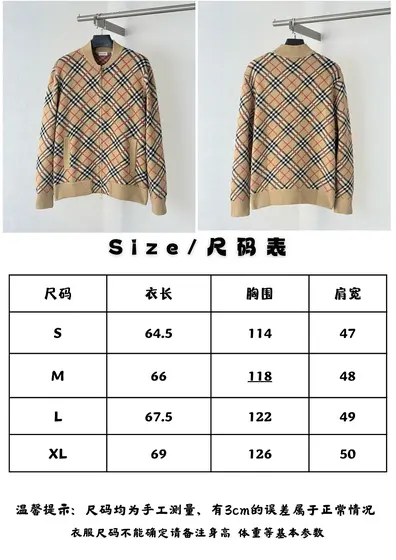 Size/尺码表
尺码 衣长 胸围 肩宽
S 64.5 114 47
M 66 118 48
L 67.5 122 49
XL 69 126 50
温馨提示：尺码均为手工测量、有3cm的误差属于正常情况
衣服尺码不能确定请备注身高 体重等基本参数